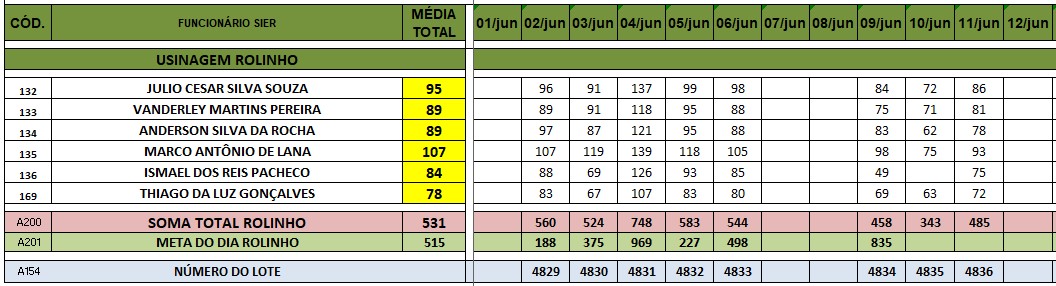 CÓD. FUNCIONÁRIO SIER MÉDIA TOTAL 01/jun 02/jun 03/jun 04/jun 05/jun 06/jun 07/jun 08/jun 09/jun 10/jun 11/jun 12/jun
USINAGEM ROLINHO
132 JULIO CESAR SILVA SOUZA 95 96 91 137 99 98 84 72 86
133 VANDERLEY MARTINS PEREIRA 89 89 91 118 95 88 75 71 81
134 ANDERSON SILVA DA ROCHA 89 97 87 121 95 88 83 62 78
135 MARCO ANTÔNIO DE LANA 107 107 119 139 118 105 98 75 93
136 ISMAEL DOS REIS PACHECO 84 88 69 126 93 85 49 75
169 THIAGO DA LUZ GONÇALVES 78 83 67 107 83 80 69 63 72
A200 SOMA TOTAL ROLINHO 531 560 524 748 583 544 458 343 485
A201 META DO DIA ROLINHO 515 188 375 969 227 498 835
A154 NÚMERO DO LOTE 4829 4830 4831 4832 4833 4834 4835 4836